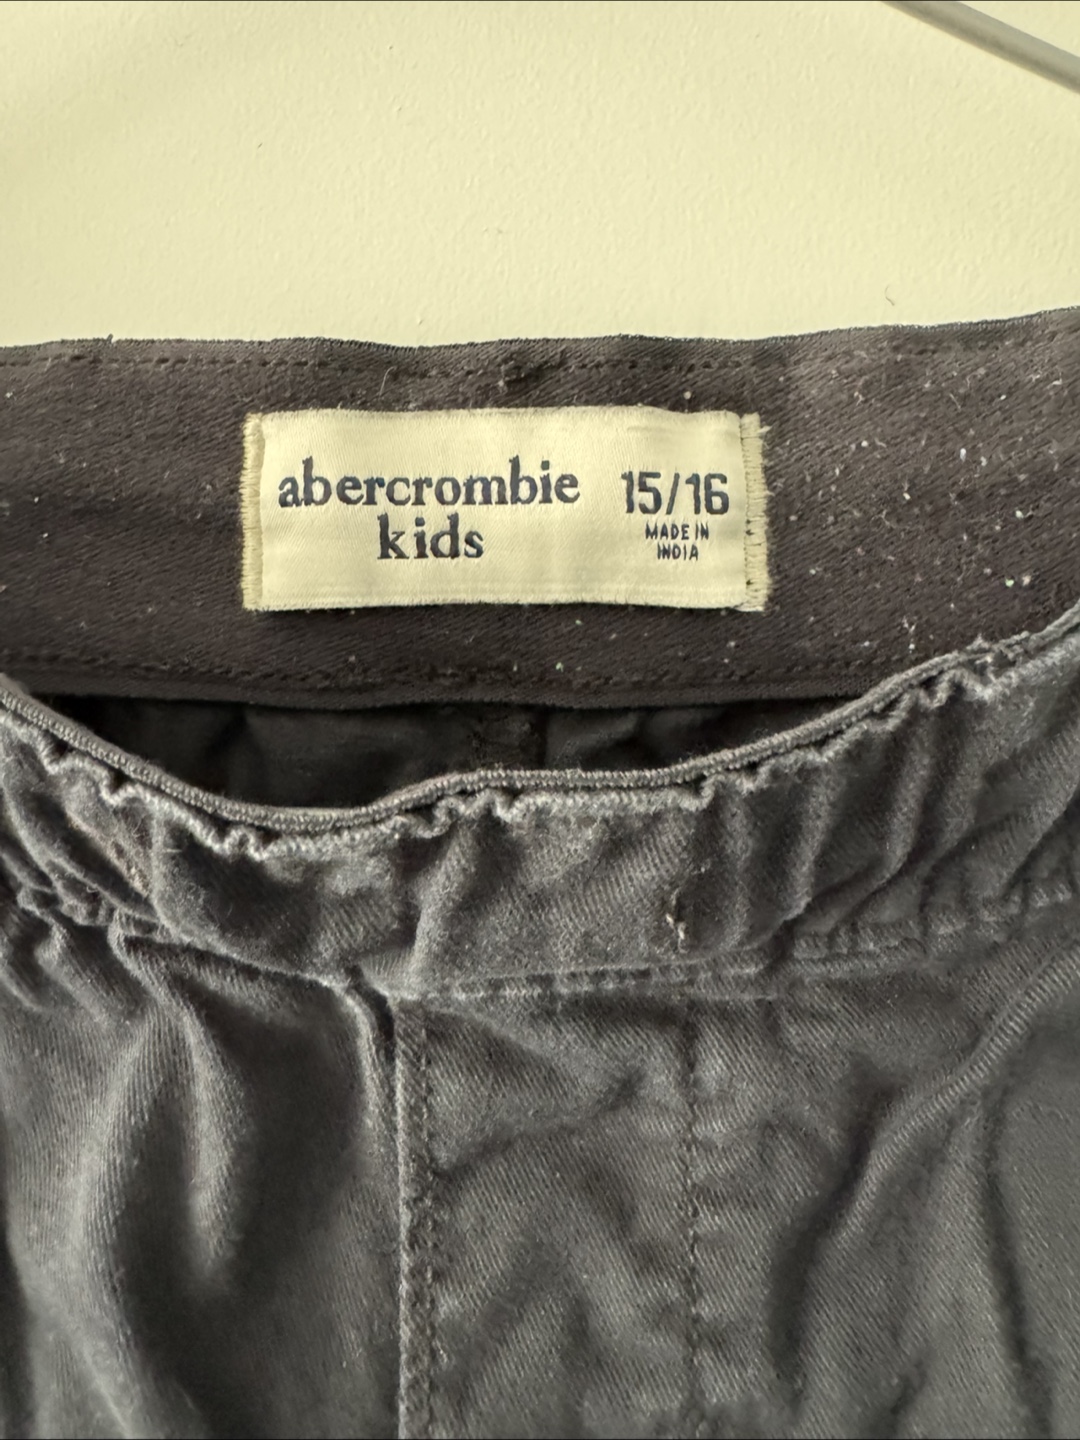 abercrombie
kids
15/16
MADE IN
INDIA